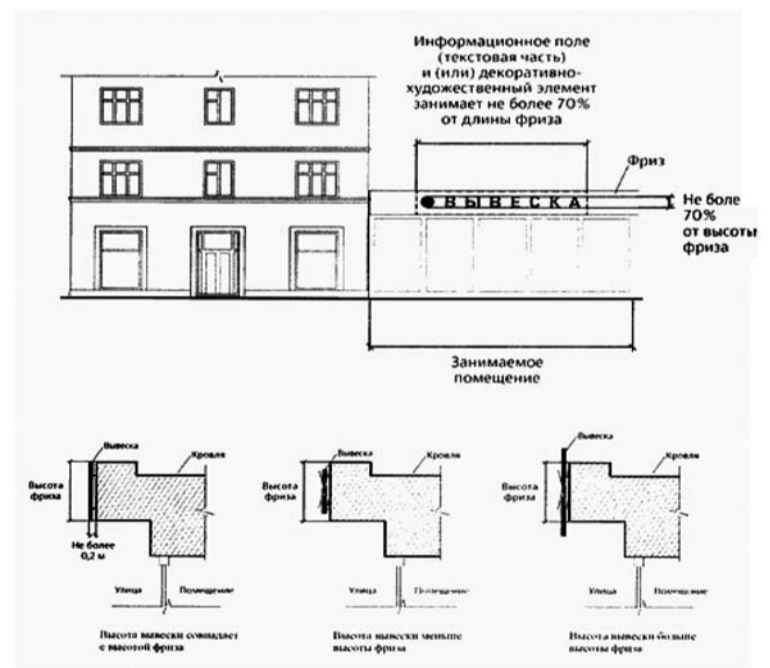 Информационное поле
(текстовая часть)
и (или) декоративно-
художественный элемент
занимает не более 70%
от длины фриза
Фриз
ВЫВЕСКА
Не боле
70%
от высоты
фриза
Занимаемое
помещение
Вывеска
Кровля
Высота
фриза
Не более
0,2 м
Улица
Помещение
Высота вывески совпадает
с высотой фриза
Вывеска
Кровля
Высота
фриза
Улица
Помещение
Высота вывески меньше
высоты фриза
Вывеска
Кровля
Высота
фриза
Улица
Помещение
Высота вывески больше
высоты фриза